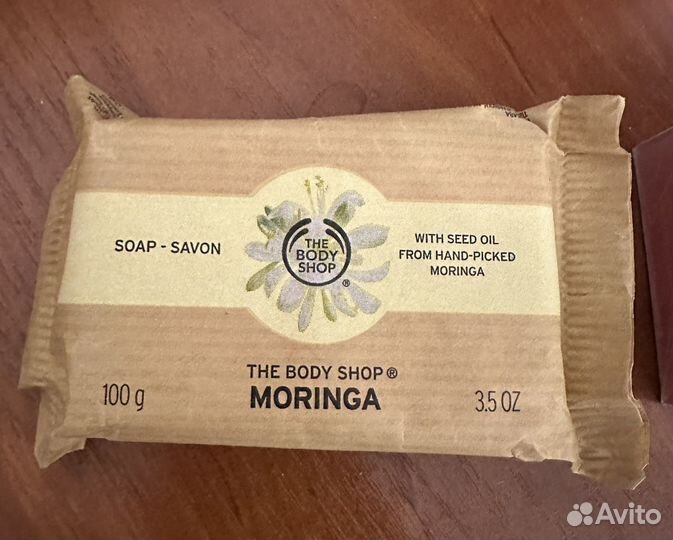 SOAP - SAVON
THE
BODY
SHOP
®
WITH SEED OIL
FROM HAND-PICKED
MORINGA
THE BODY SHOP ®
MORINGA
100 g
3.5 OZ
Avito